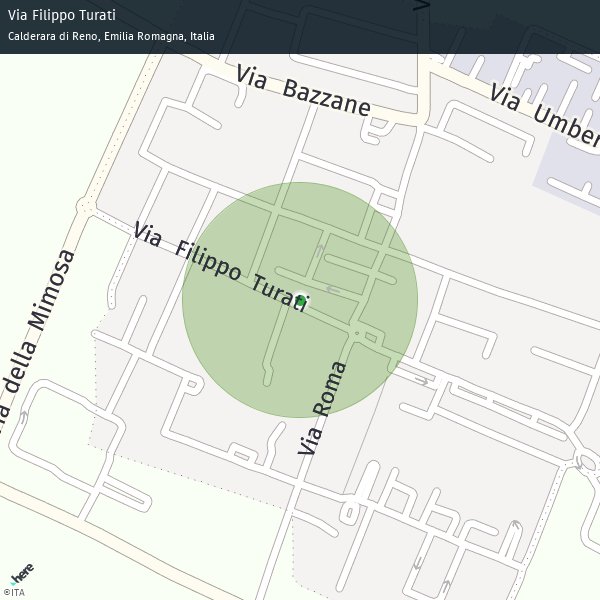 Via Filippo Turati
Calderara di Reno, Emilia Romagna, Italia
Via Bazzane
Via Umber
Via Filippo Turati
della Mimosa
Via Roma
here
©ITA